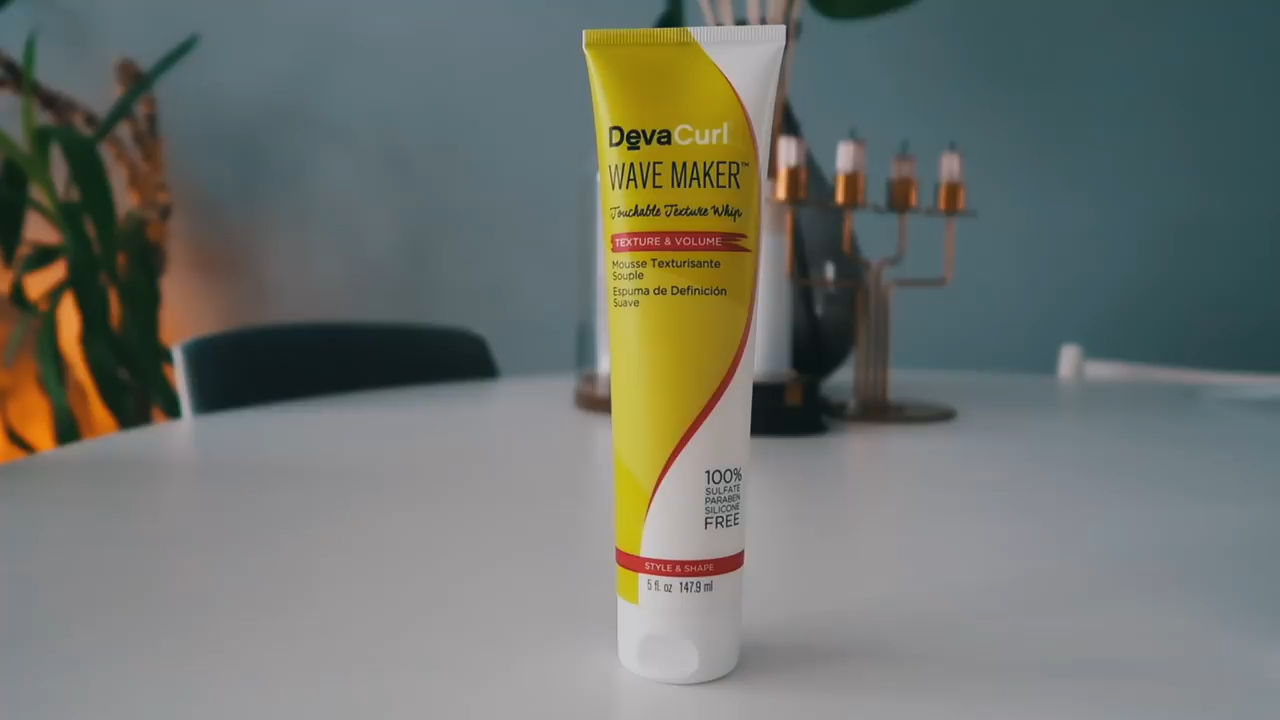 DevaCurl
WAVE MAKER™
Touchable Texture Whip
TEXTURE & VOLUME
Mousse Texturisante
Souple
Espuma de Definición
Suave
100%
SULFATE
PARABEN
SILICONE
FREE
STYLE & SHAPE
5 fl. oz 147.9 ml